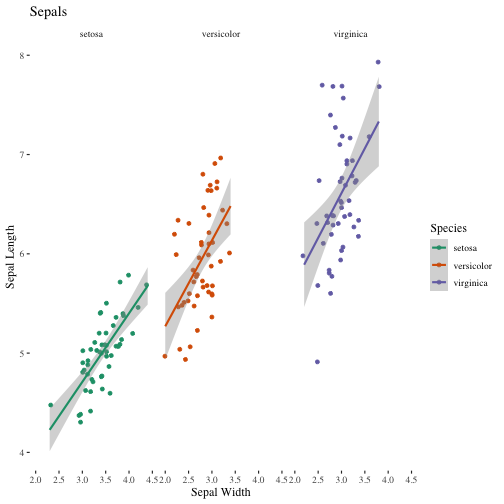 Sepals
setosa versicolor virginica
8
7
6
5
4
Sepal Length
2.0 2.5 3.0 3.5 4.0 4.5 2.0 2.5 3.0 3.5 4.0 4.5 2.0 2.5 3.0 3.5 4.0 4.5
Sepal Width
Species
setosa
versicolor
virginica